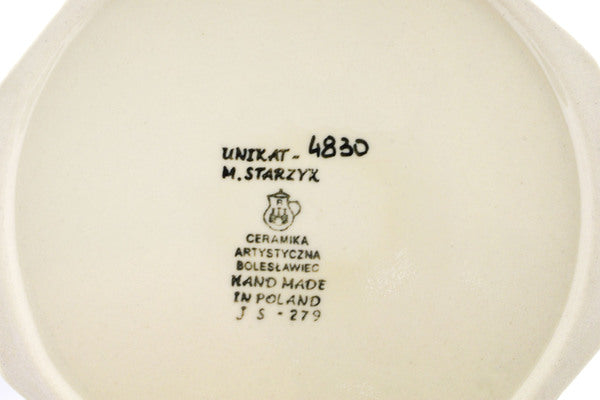 UNIKAT - 4830
M. STARZYK
CERAMIKA
ARTYSTYCZNA
BOLESŁAWIEC
HAND MADE
IN POLAND
J S - 279